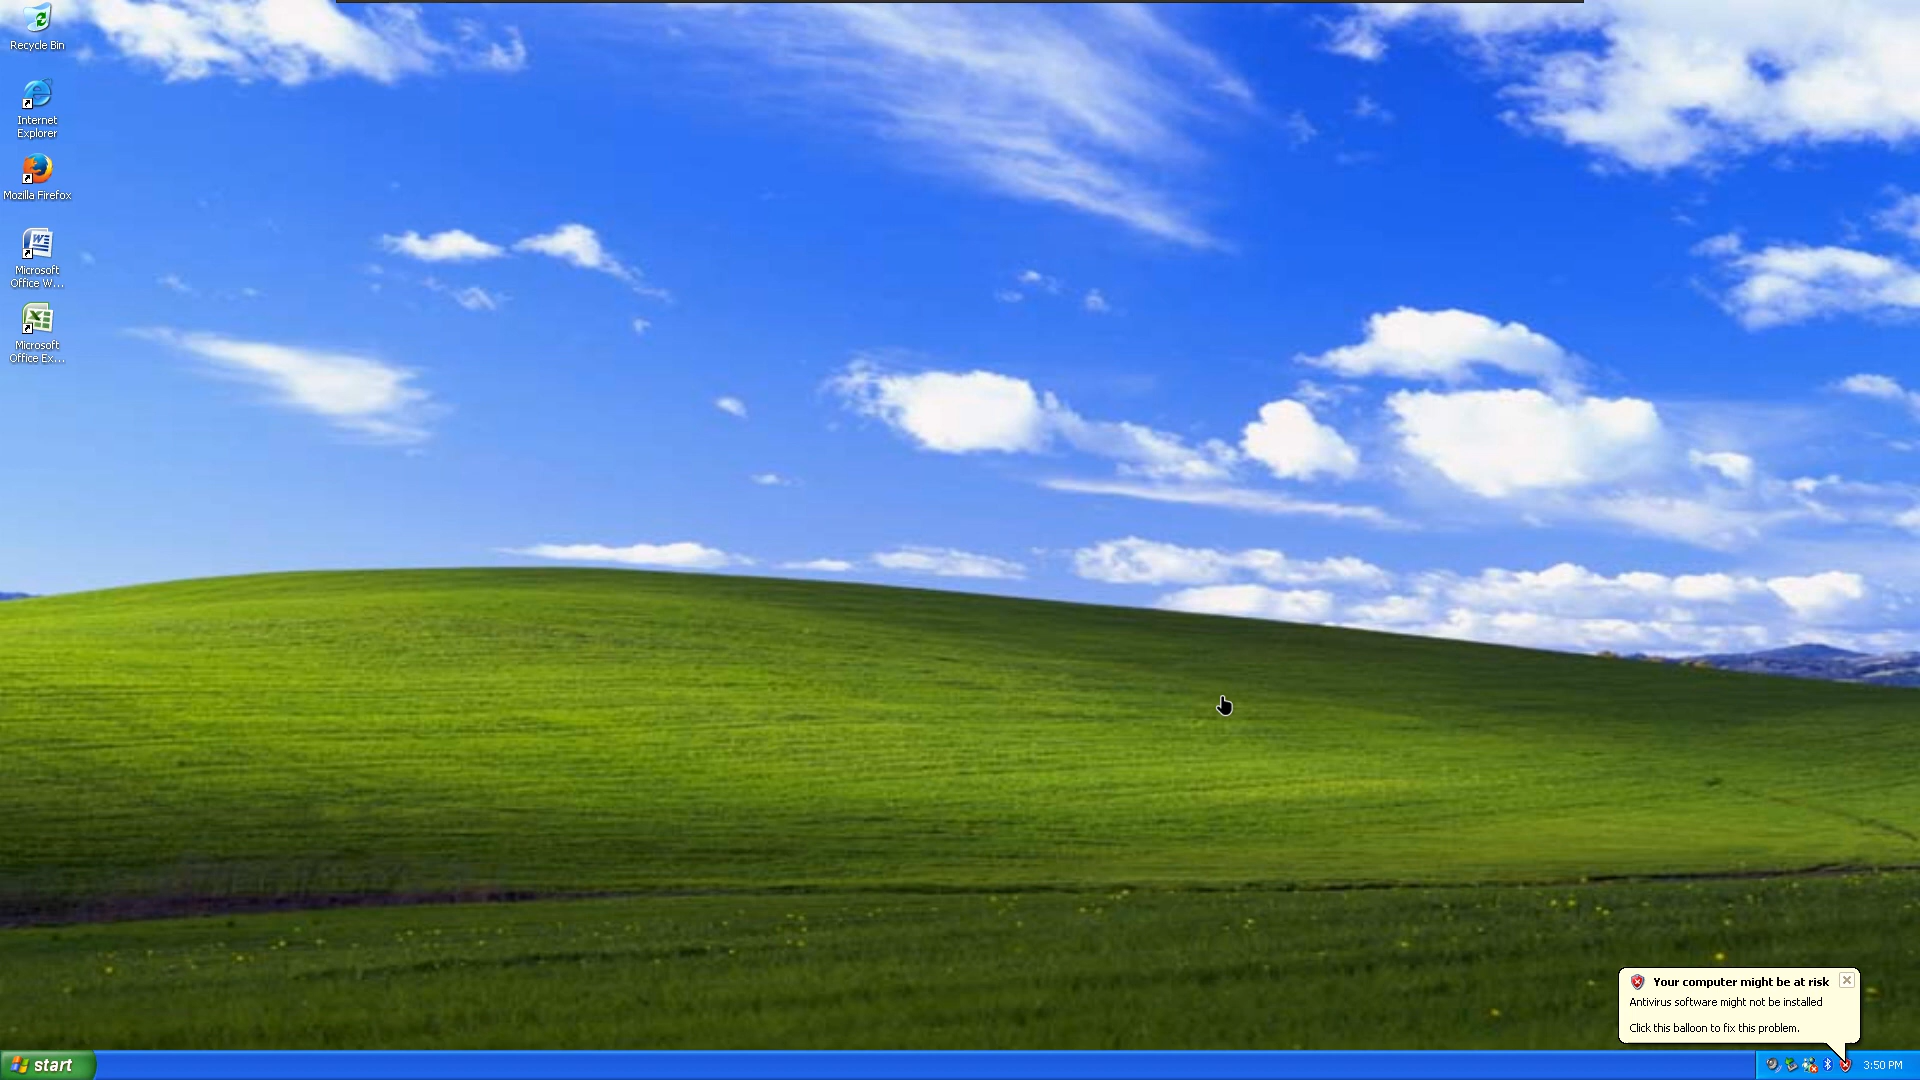 Recycle Bin
Internet
Explorer
Mozilla Firefox
Microsoft
Office W...
Microsoft
Office Ex...
Your computer might be at risk
Antivirus software might not be installed
Click this balloon to fix this problem.
start
3:50 PM